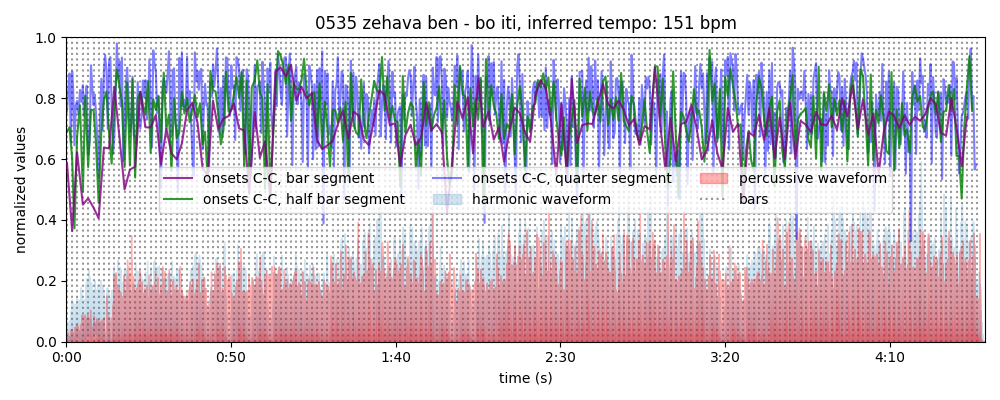 0535 zehava ben - bo iti, inferred tempo: 151 bpm
normalized values
1.0
0.8
0.6
0.4
0.2
0.0
onsets C-C, bar segment
onsets C-C, half bar segment
onsets C-C, quarter segment
harmonic waveform
percussive waveform
bars
0:00 0:50 1:40 2:30 3:20 4:10
time (s)